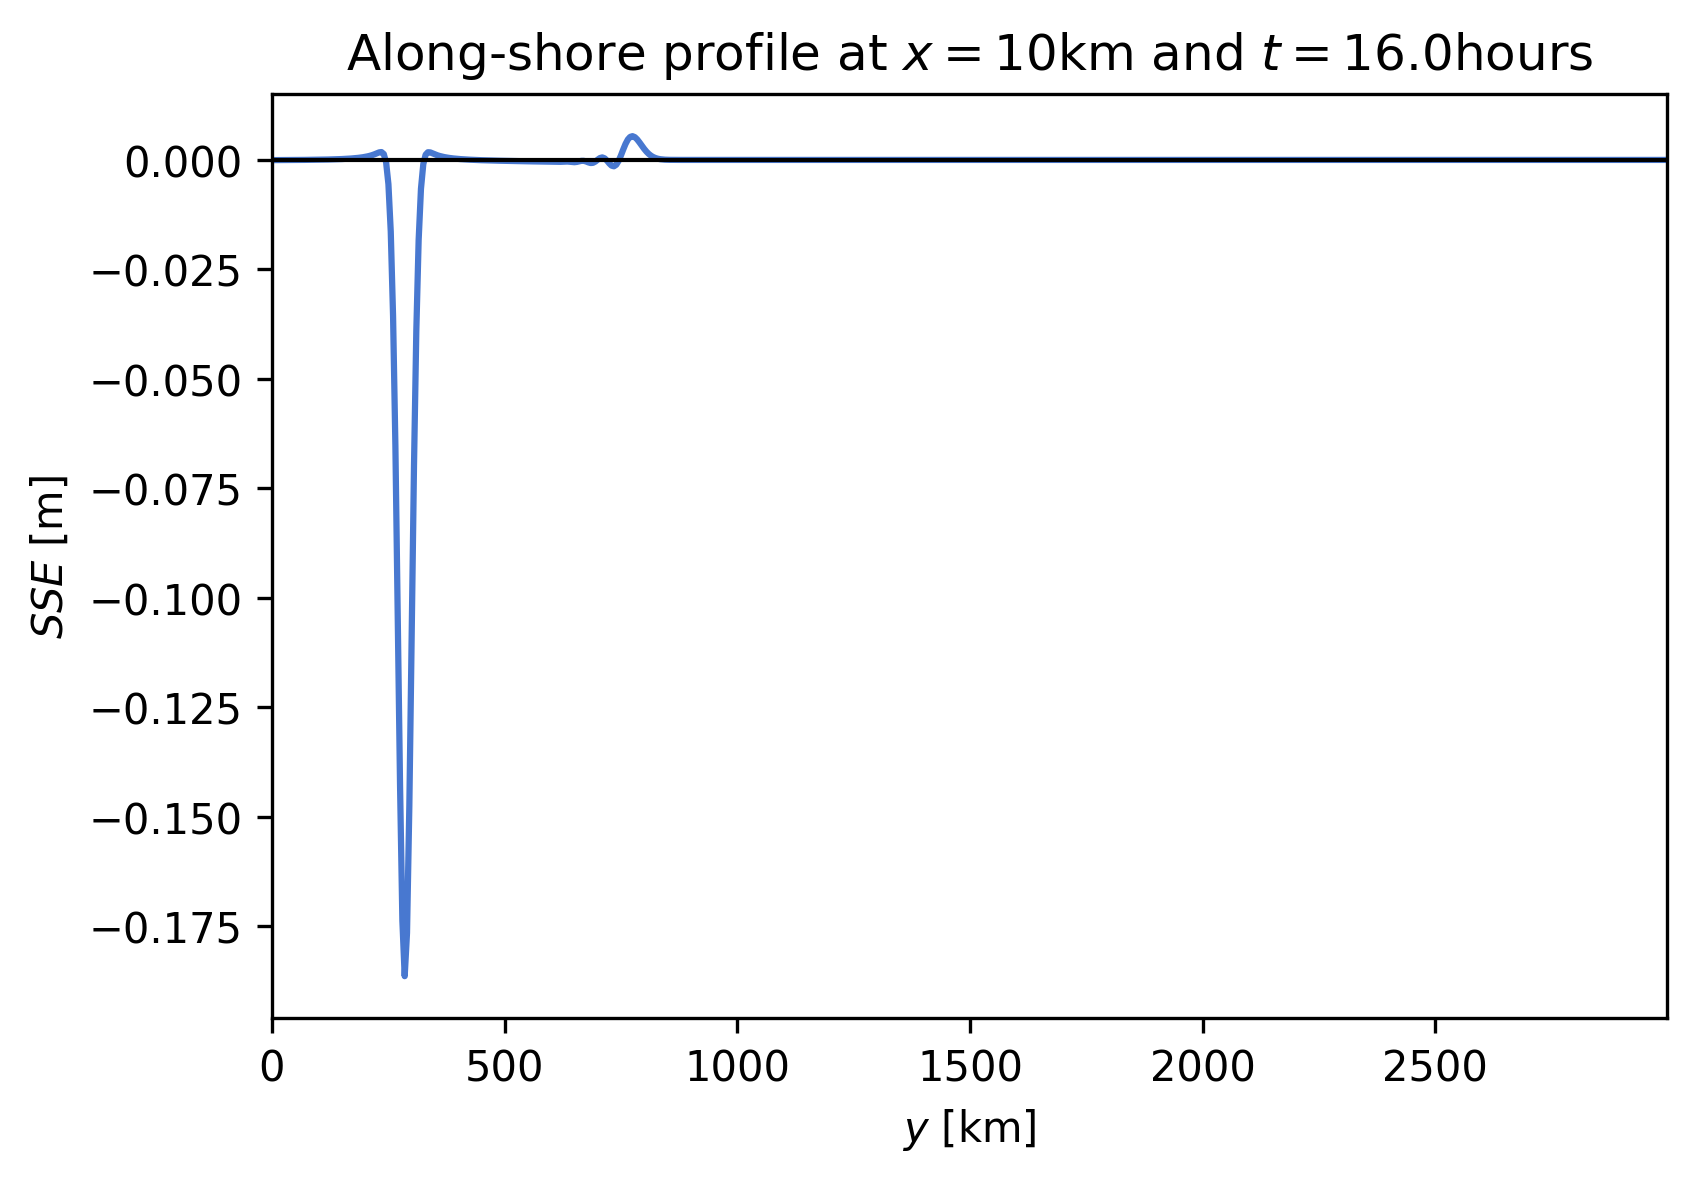 Along-shore profile at x = 10km and t = 16.0hours
0.000
−0.025
−0.050
−0.075
−0.100
−0.125
−0.150
−0.175
SSE [m]
0 500 1000 1500 2000 2500
y [km]